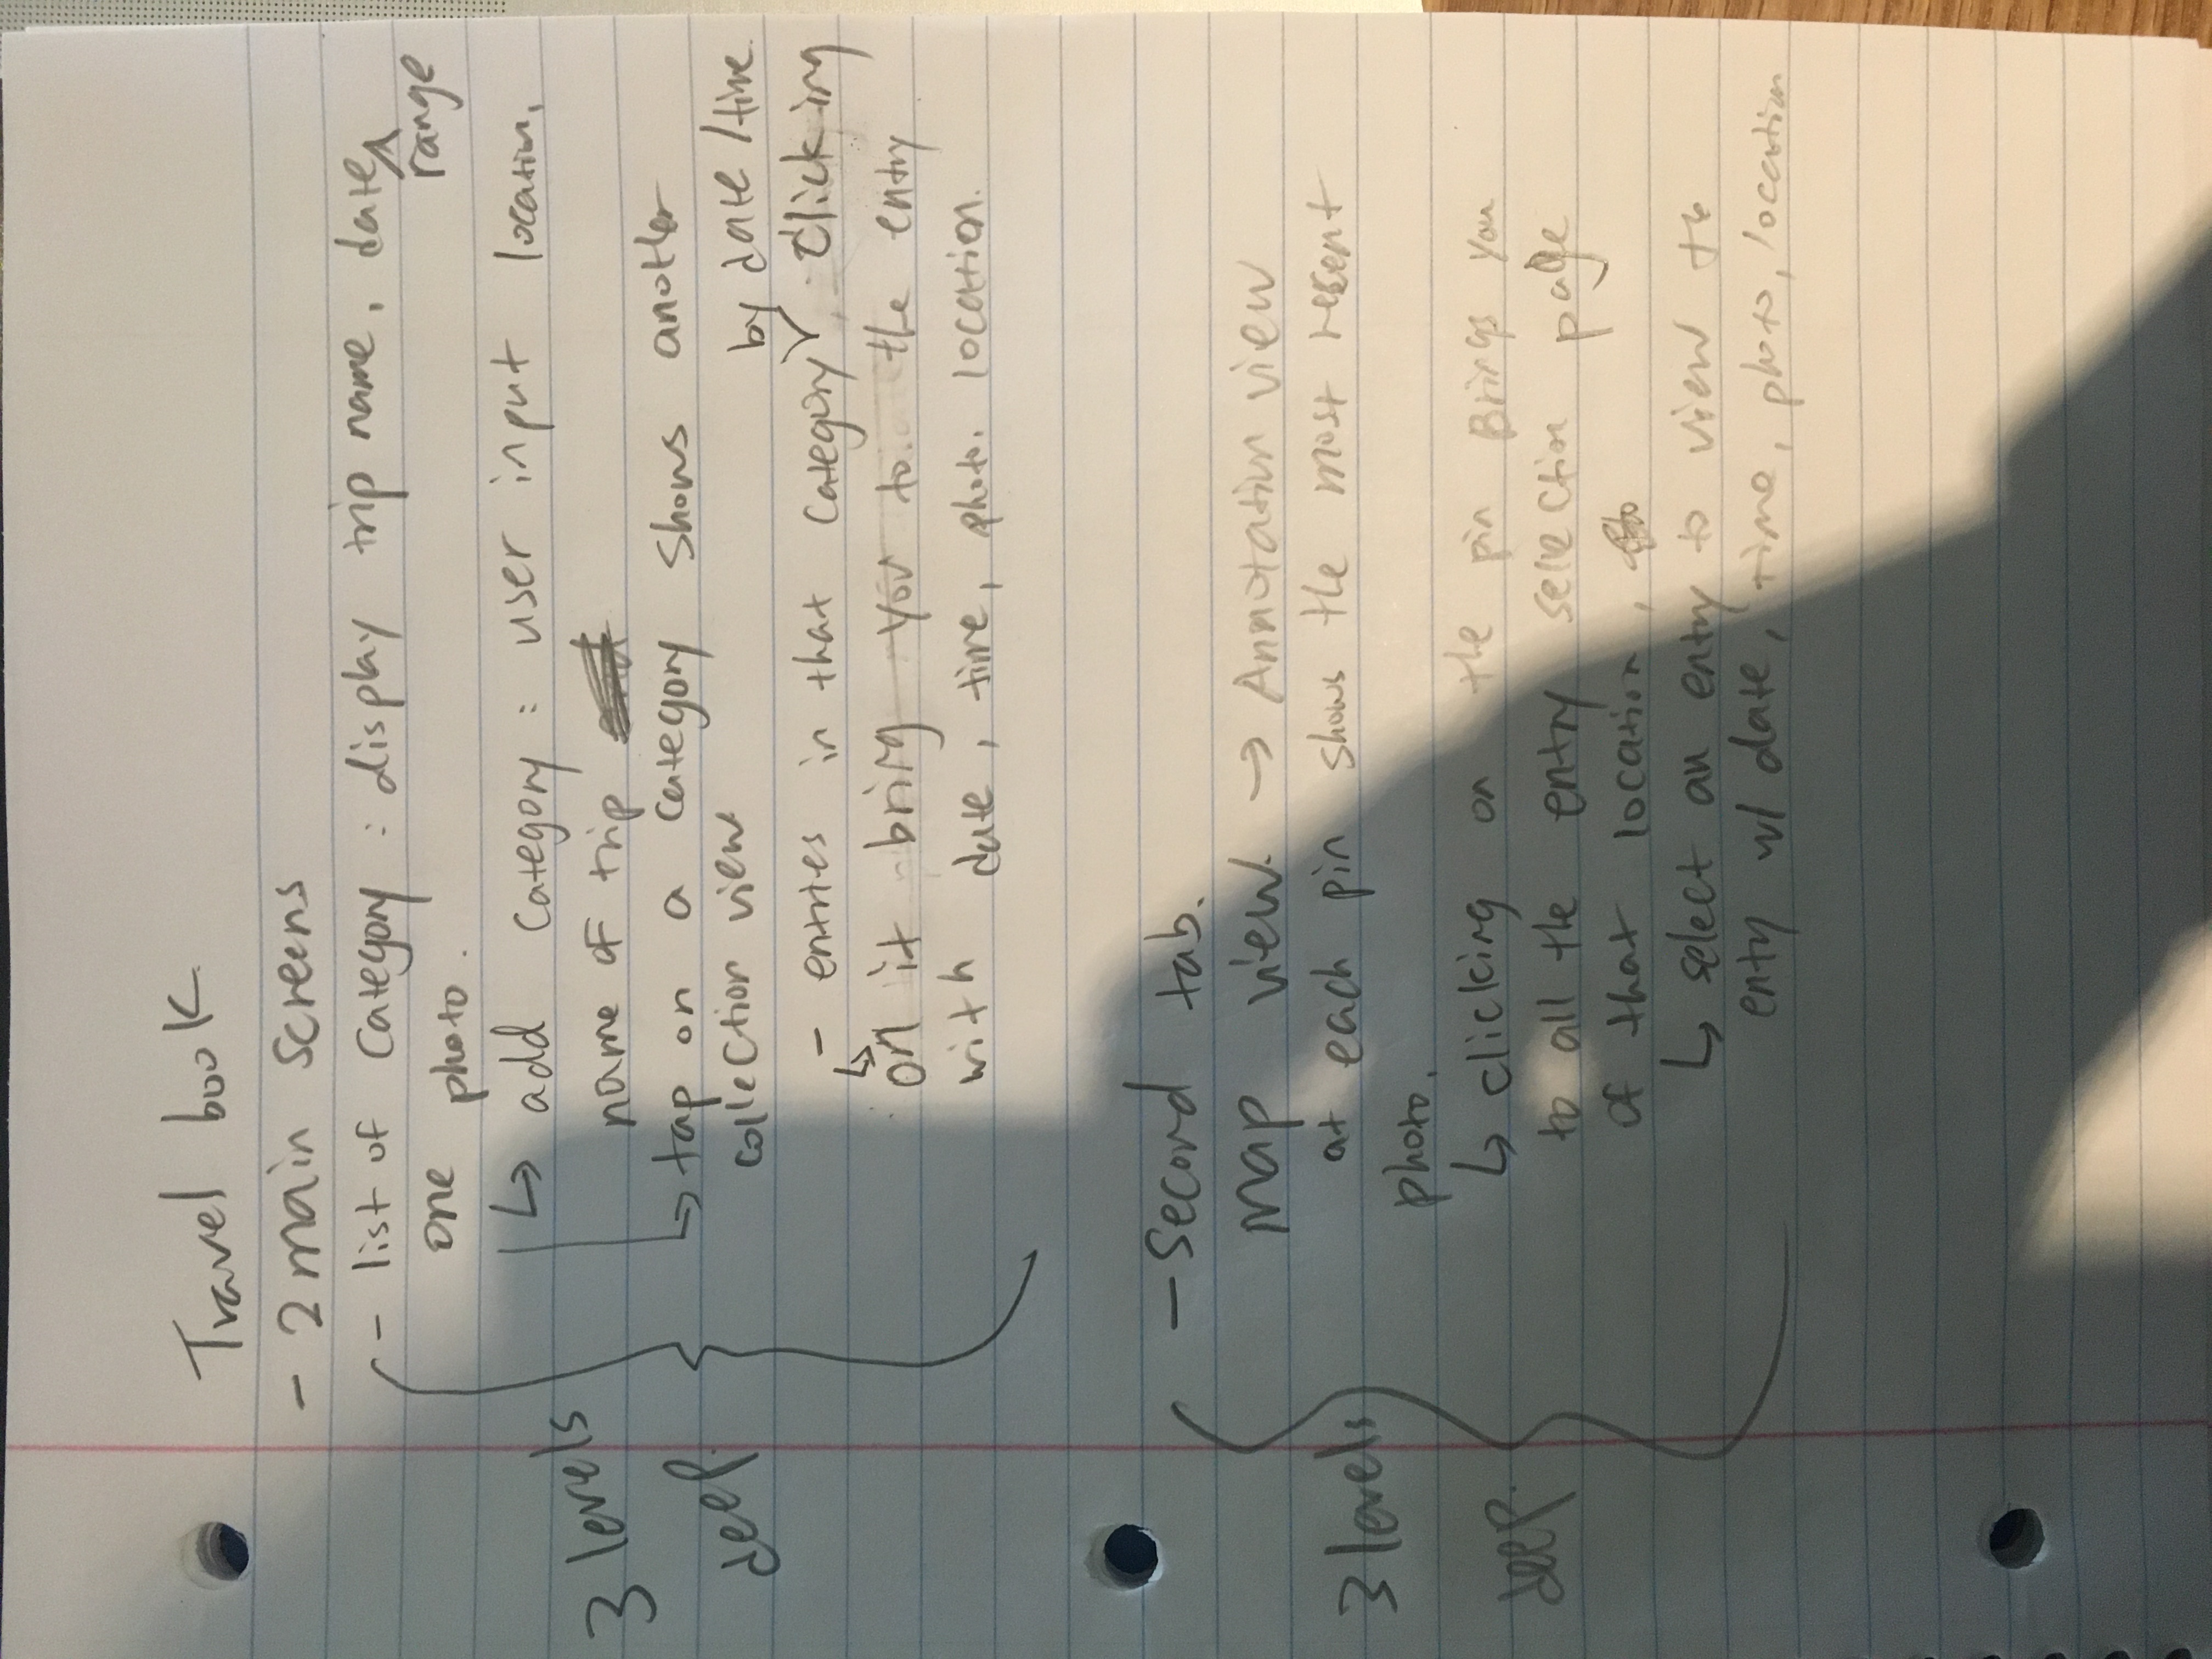 Travel book
- 2 main screens
- list of category : display trip name, date ^ range
one photo.
↳ add category : user input location,
name of trip
↳ tap on a category shows another
collection view
by date / time.
- entries in that category ✓, Clicking
↳ on it bring you to the entry
with date, time, photo. location.
3 levels
deep.
- Second tab.
Map view. → Annotation view
at each pin shows the most recent
photo.
↳ clicking on the pin Brings you
to all the entry selection page
of that location,
↳ select an entry to view the
entry w/ date, time, photo, location
3 levels
deep.